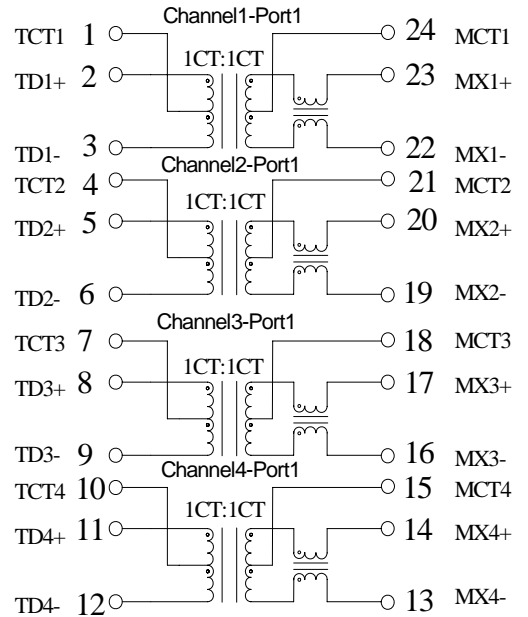 Channel1-Port1
TCT1 1 24 MCT1
1CT:1CT
TD1+ 2 23 MX1+
TD1- 3 22 MX1-
Channel2-Port1
TCT2 4 21 MCT2
1CT:1CT
TD2+ 5 20 MX2+
TD2- 6 19 MX2-
Channel3-Port1
TCT3 7 18 MCT3
1CT:1CT
TD3+ 8 17 MX3+
TD3- 9 16 MX3-
Channel4-Port1
TCT4 10 15 MCT4
1CT:1CT
TD4+ 11 14 MX4+
TD4- 12 13 MX4-